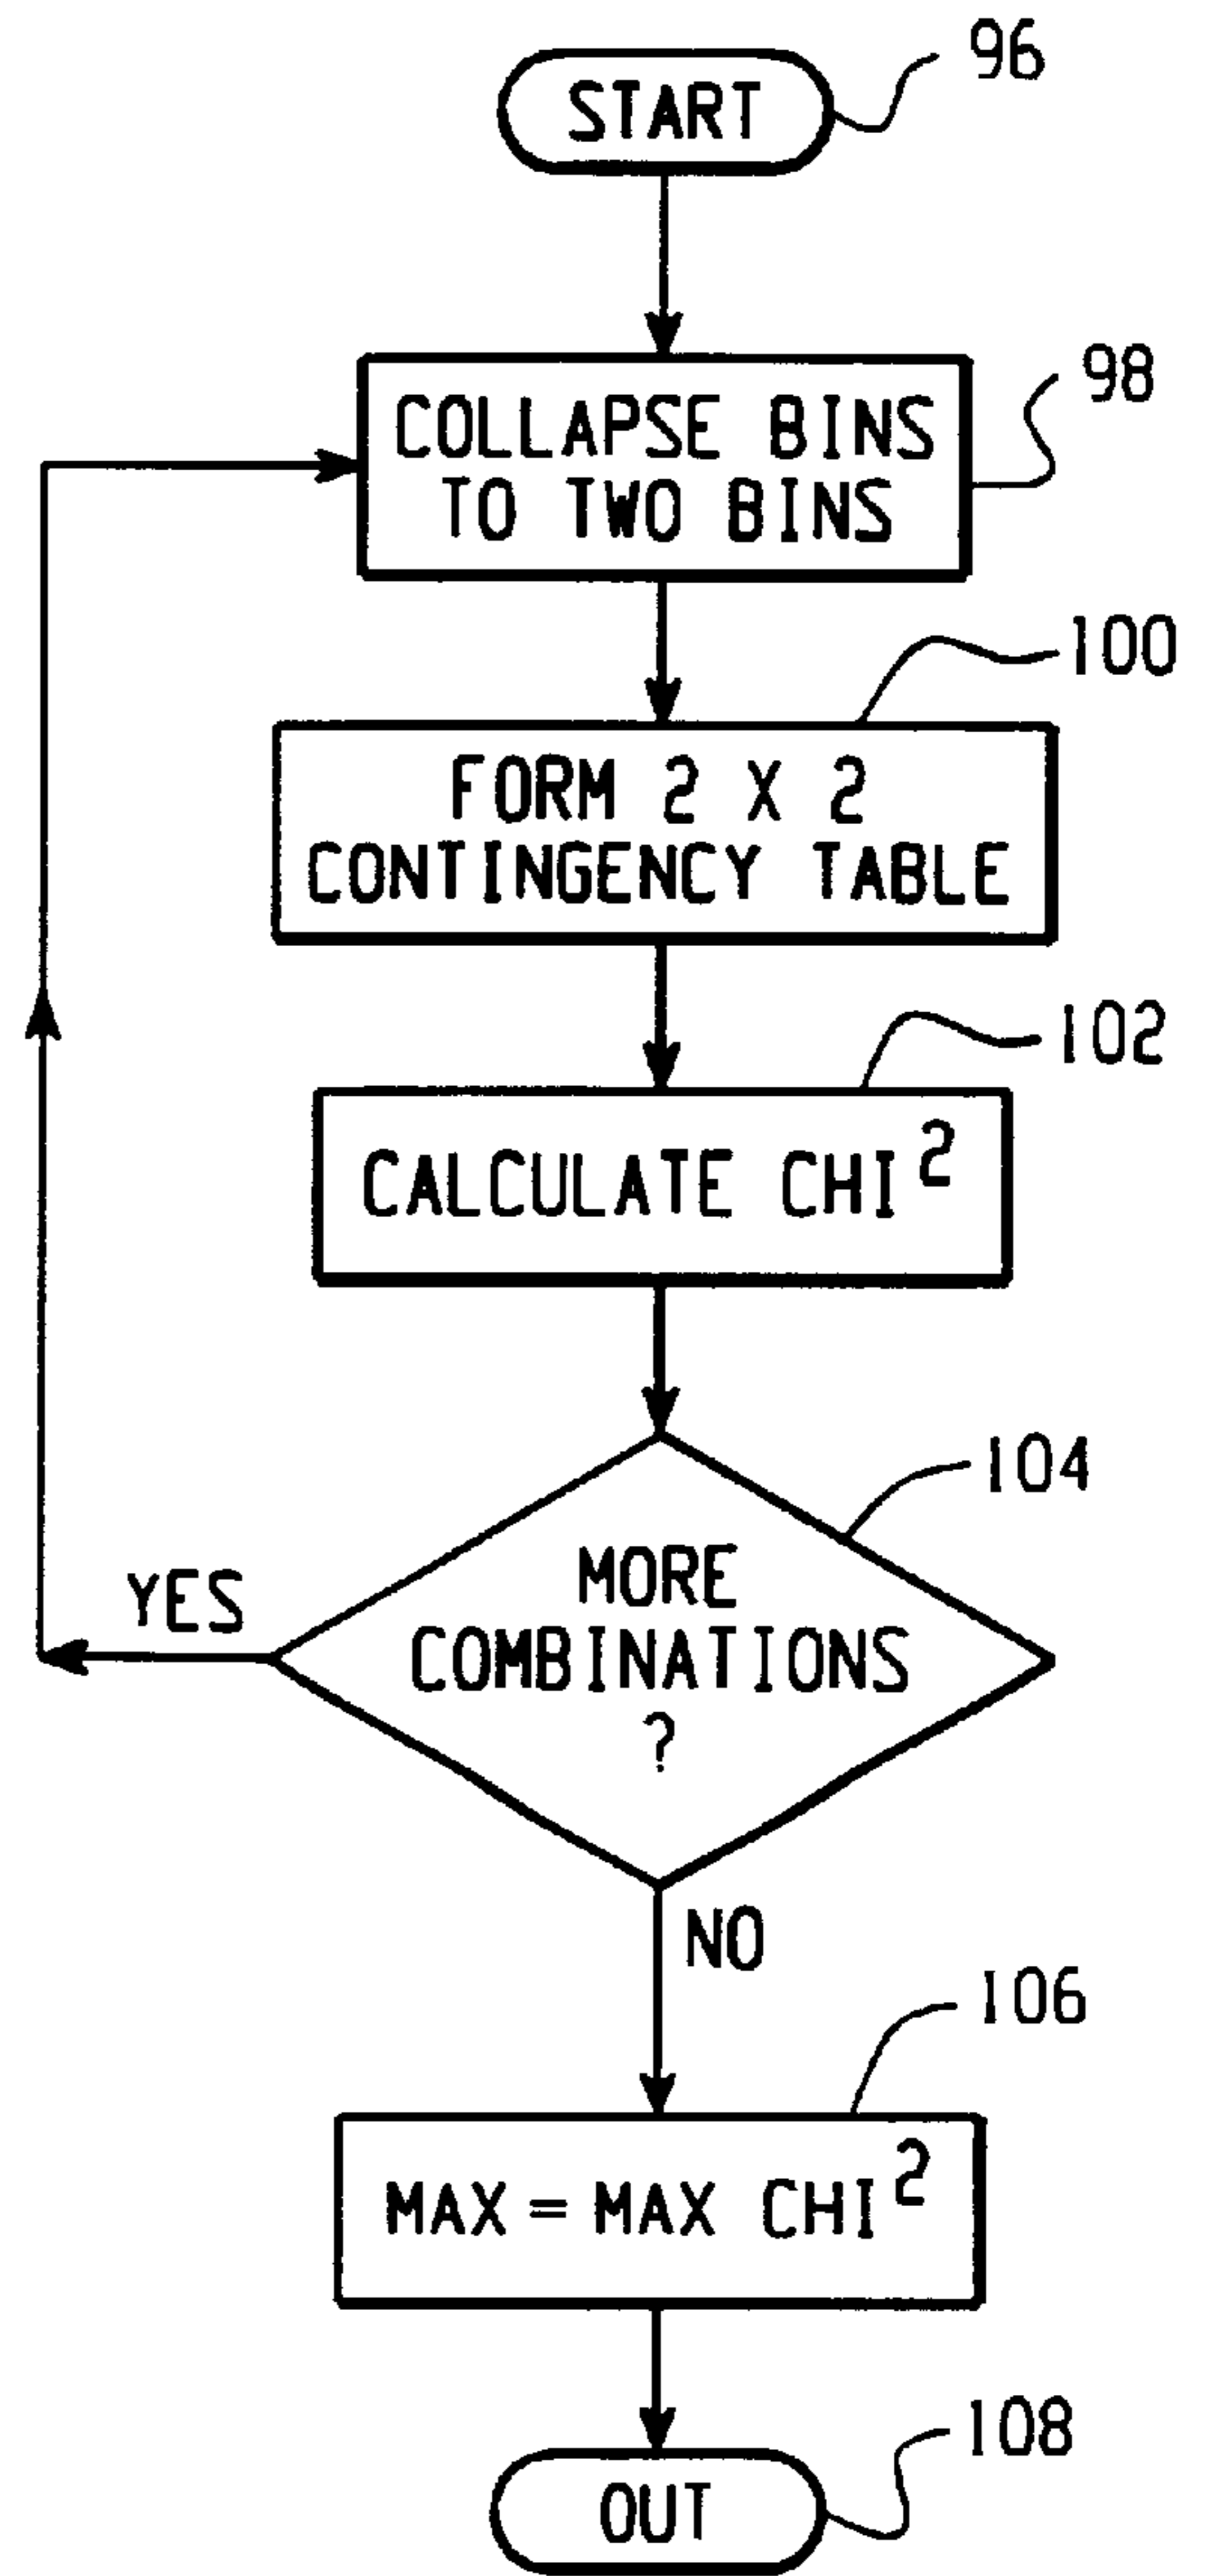 START
96
COLLAPSE BINS
TO TWO BINS
98
100
FORM 2 X 2
CONTINGENCY TABLE
102
CALCULATE CHI²
104
MORE
COMBINATIONS
?
YES
NO
106
MAX = MAX CHI²
108
OUT